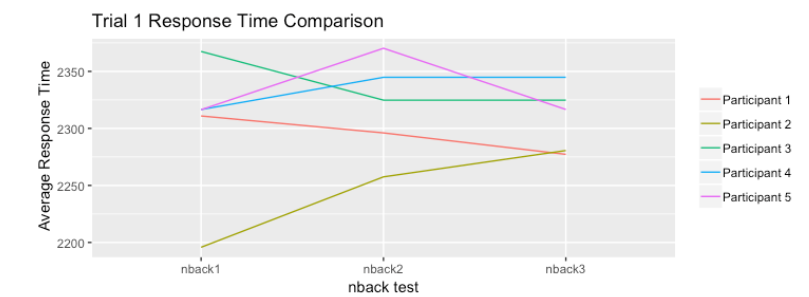 Trial 1 Response Time Comparison
Average Response Time
2350
2300
2250
2200
nback1
nback2
nback3
nback test
Participant 1
Participant 2
Participant 3
Participant 4
Participant 5